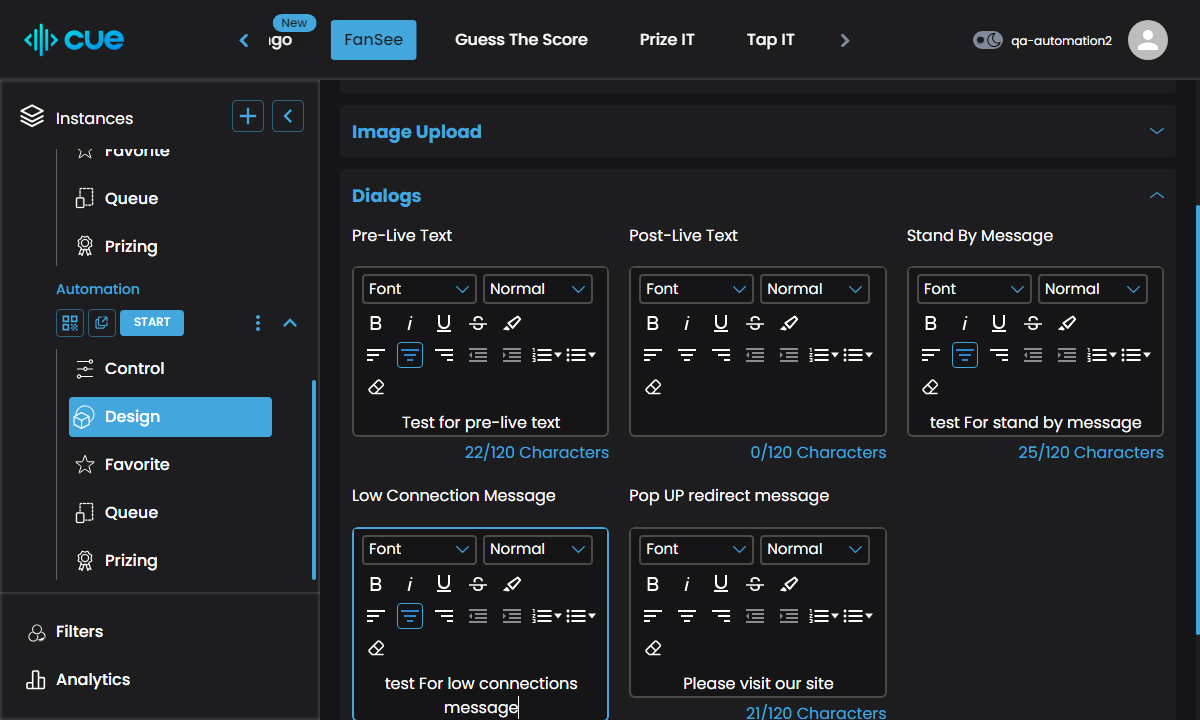 cue
New
ngo
FanSee
Guess The Score
Prize IT
Tap IT
qa-automation2
Instances
Favorite
Queue
Prizing
Automation
START
Control
Design
Favorite
Queue
Prizing
Filters
Analytics
Image Upload
Dialogs
Pre-Live Text
Post-Live Text
Stand By Message
Font
Normal
Font
Normal
Font
Normal
Test for pre-live text
test For stand by message
22/120 Characters
0/120 Characters
25/120 Characters
Low Connection Message
Pop UP redirect message
Font
Normal
Font
Normal
test For low connections
message
Please visit our site
21/120 Characters